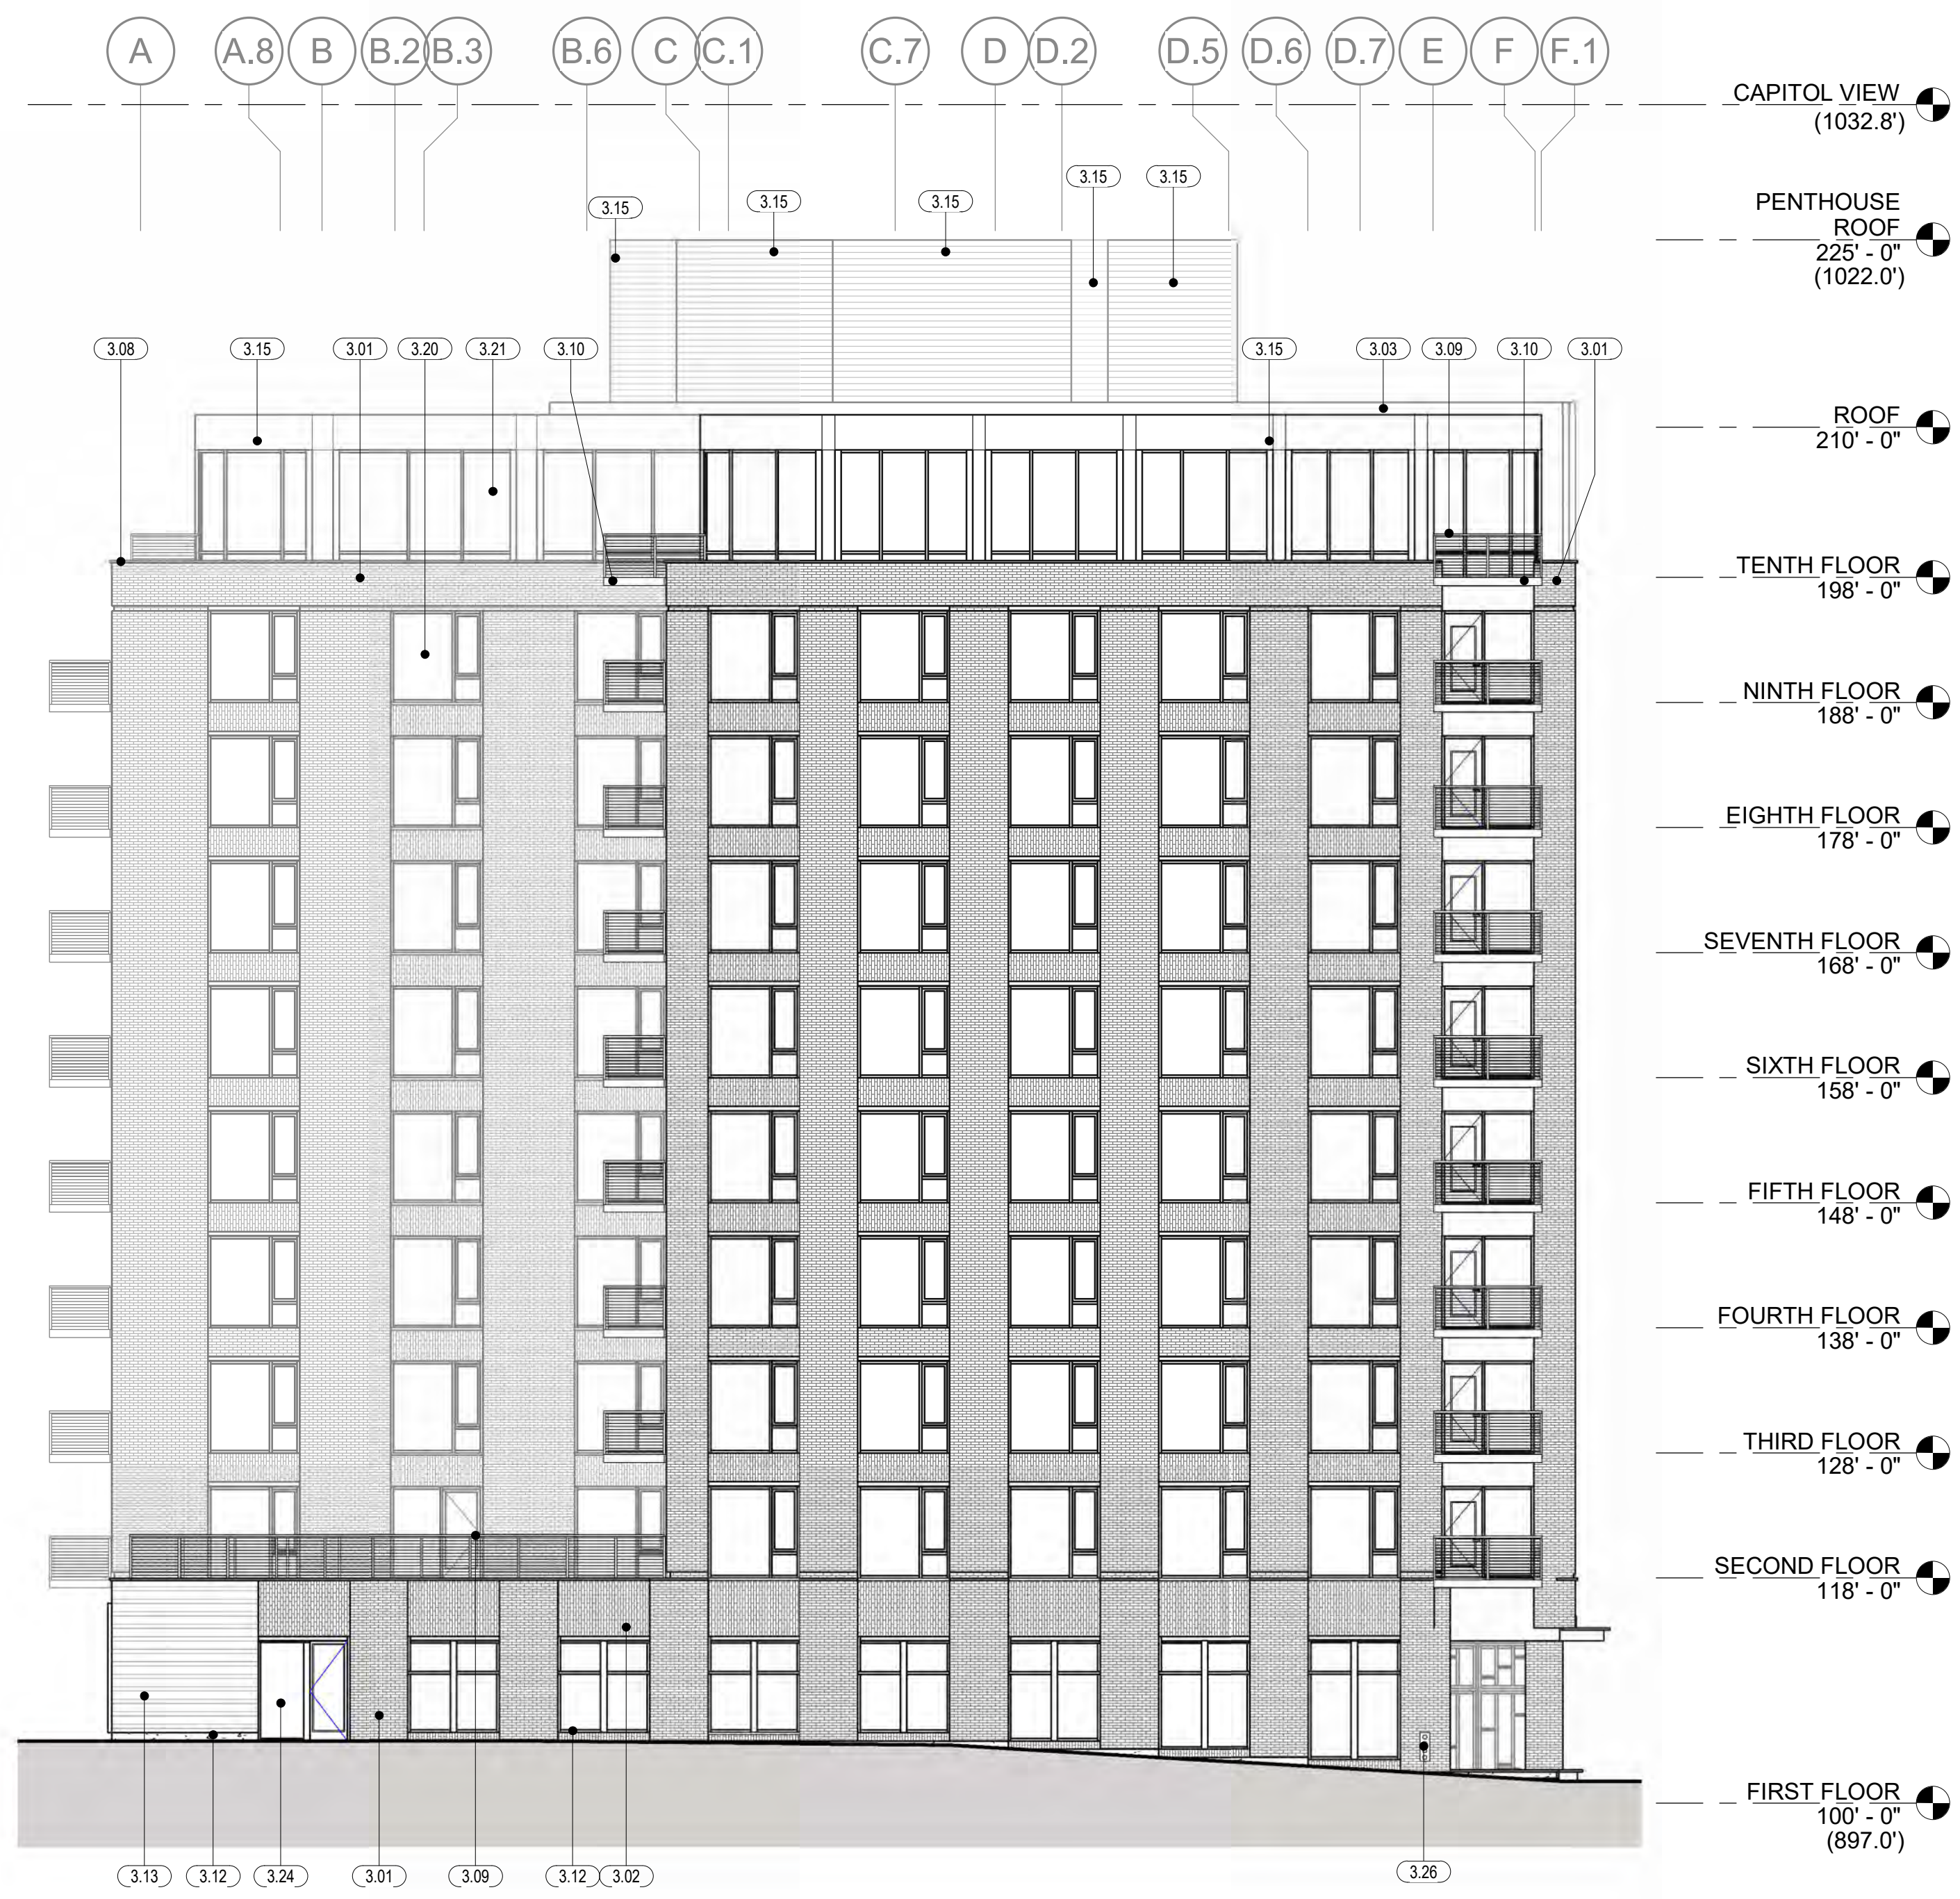 A A.8 B B.2 B.3 B.6 C C.1 C.7 D D.2 D.5 D.6 D.7 E F F.1
CAPITOL VIEW
(1032.8')
3.15 3.15 3.15 3.15 3.15
PENTHOUSE
ROOF
225' - 0"
(1022.0')
3.08 3.15 3.01 3.20 3.21 3.10 3.15 3.03 3.09 3.10 3.01
ROOF
210' - 0"
TENTH FLOOR
198' - 0"
NINTH FLOOR
188' - 0"
EIGHTH FLOOR
178' - 0"
SEVENTH FLOOR
168' - 0"
SIXTH FLOOR
158' - 0"
FIFTH FLOOR
148' - 0"
FOURTH FLOOR
138' - 0"
THIRD FLOOR
128' - 0"
SECOND FLOOR
118' - 0"
FIRST FLOOR
100' - 0"
(897.0')
3.13 3.12 3.24 3.01 3.09 3.12 3.02 3.26